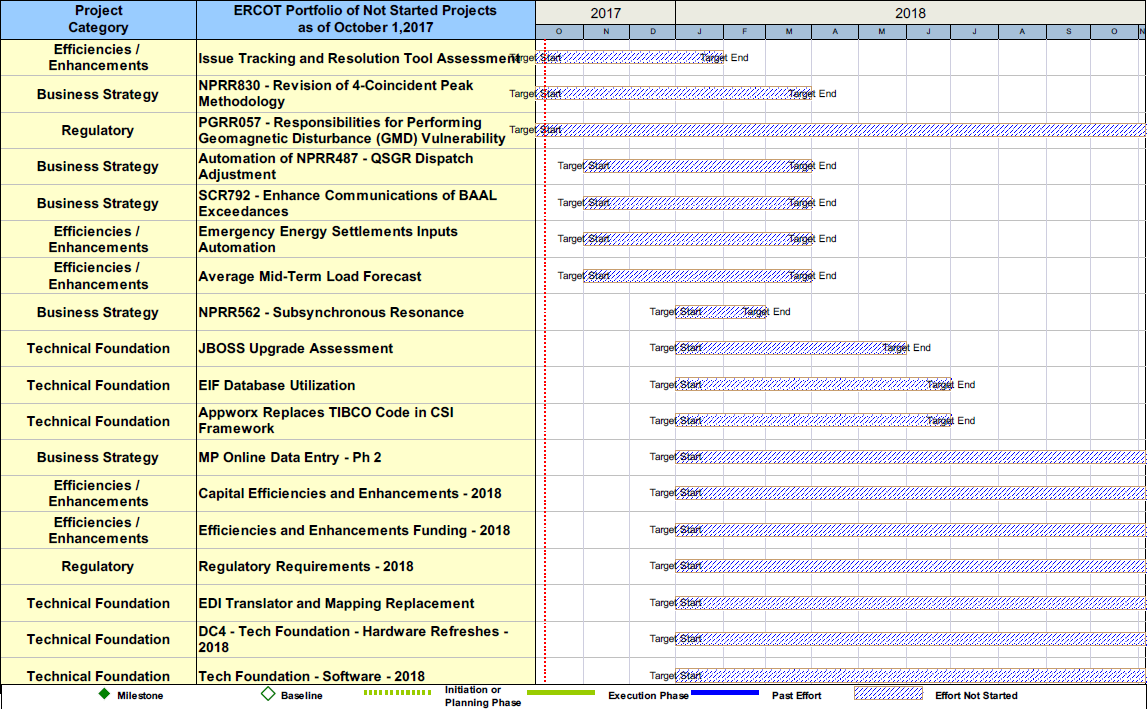 Project
Category
ERCOT Portfolio of Not Started Projects
as of October 1,2017
2017
2018
O N D J F M A M J J A S O N
Efficiencies /
Enhancements
Issue Tracking and Resolution Tool Assessment
Target Start
Target End
Business Strategy
NPRR830 - Revision of 4-Coincident Peak
Methodology
Target Start
Target End
Regulatory
PGRR057 - Responsibilities for Performing
Geomagnetic Disturbance (GMD) Vulnerability
Target Start
Business Strategy
Automation of NPRR487 - QSGR Dispatch
Adjustment
Target Start
Target End
Business Strategy
SCR792 - Enhance Communications of BAAL
Exceedances
Target Start
Target End
Efficiencies /
Enhancements
Emergency Energy Settlements Inputs
Automation
Target Start
Target End
Efficiencies /
Enhancements
Average Mid-Term Load Forecast
Target Start
Target End
Business Strategy
NPRR562 - Subsynchronous Resonance
Target Start
Target End
Technical Foundation
JBOSS Upgrade Assessment
Target Start
Target End
Technical Foundation
EIF Database Utilization
Target Start
Target End
Technical Foundation
Appworx Replaces TIBCO Code in CSI
Framework
Target Start
Target End
Business Strategy
MP Online Data Entry - Ph 2
Target Start
Efficiencies /
Enhancements
Capital Efficiencies and Enhancements - 2018
Target Start
Efficiencies /
Enhancements
Efficiencies and Enhancements Funding - 2018
Target Start
Regulatory
Regulatory Requirements - 2018
Target Start
Technical Foundation
EDI Translator and Mapping Replacement
Target Start
Technical Foundation
DC4 - Tech Foundation - Hardware Refreshes -
2018
Target Start
Technical Foundation
Tech Foundation - Software - 2018
Target Start
Milestone
Baseline
Initiation or
Planning Phase
Execution Phase
Past Effort
Effort Not Started